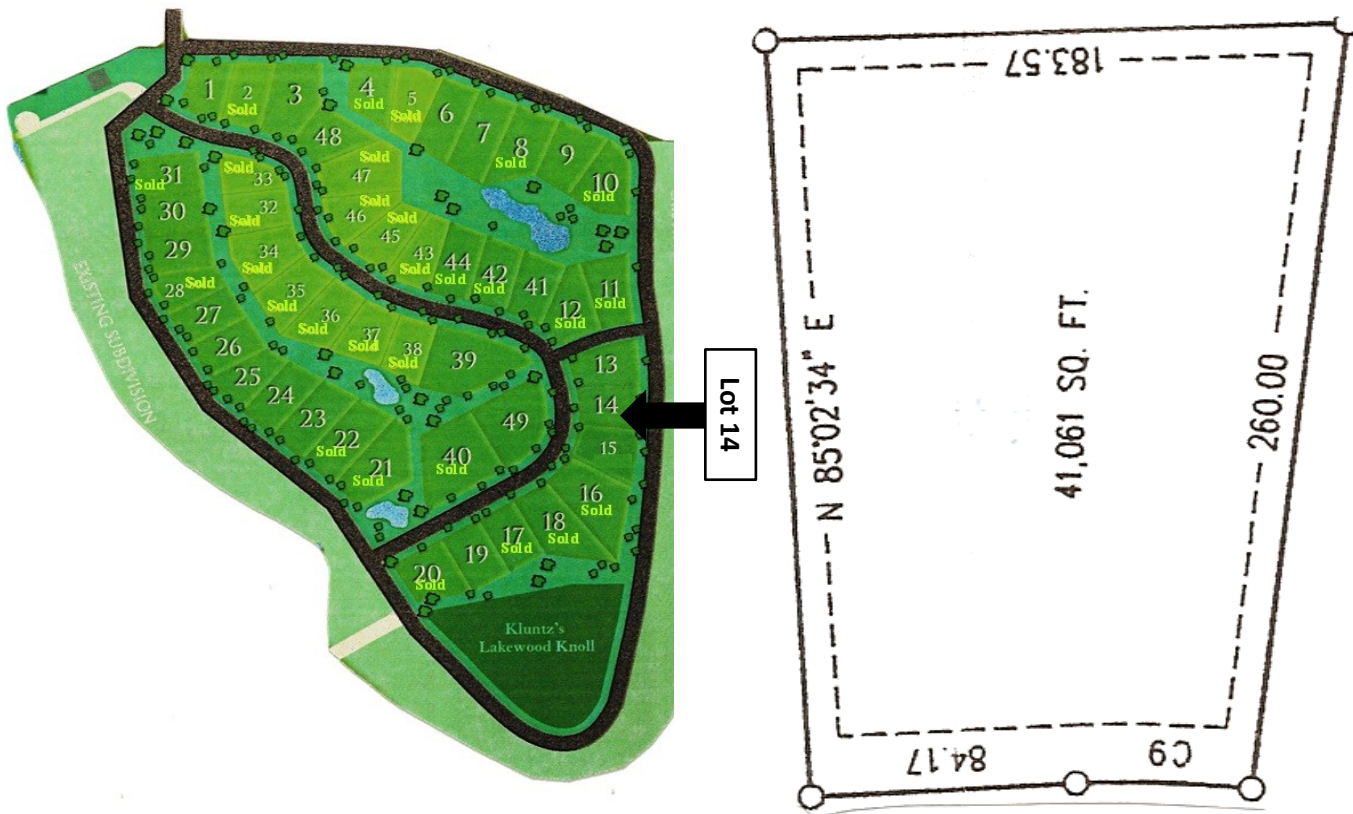 1
2
Sold
3
4
Sold
5
Sold
6
7
8
Sold
9
10
Sold
48
Sold
47
Sold
46
45
43
Sold
44
Sold
42
Sold
41
12
Sold
11
Sold
31
Sold
30
29
28
Sold
27
26
25
24
23
22
Sold
21
Sold
Sold
33
32
Sold
34
Sold
35
Sold
36
Sold
37
Sold
38
Sold
39
49
40
Sold
13
14
15
16
Sold
17
Sold
18
Sold
19
20
Sold
EXISTING SUBDIVISION
Kluntz's
Lakewood Knoll
Lot 14
183.57
N 85°02'34" E
41,061 SQ. FT.
260.00
84.17
C9